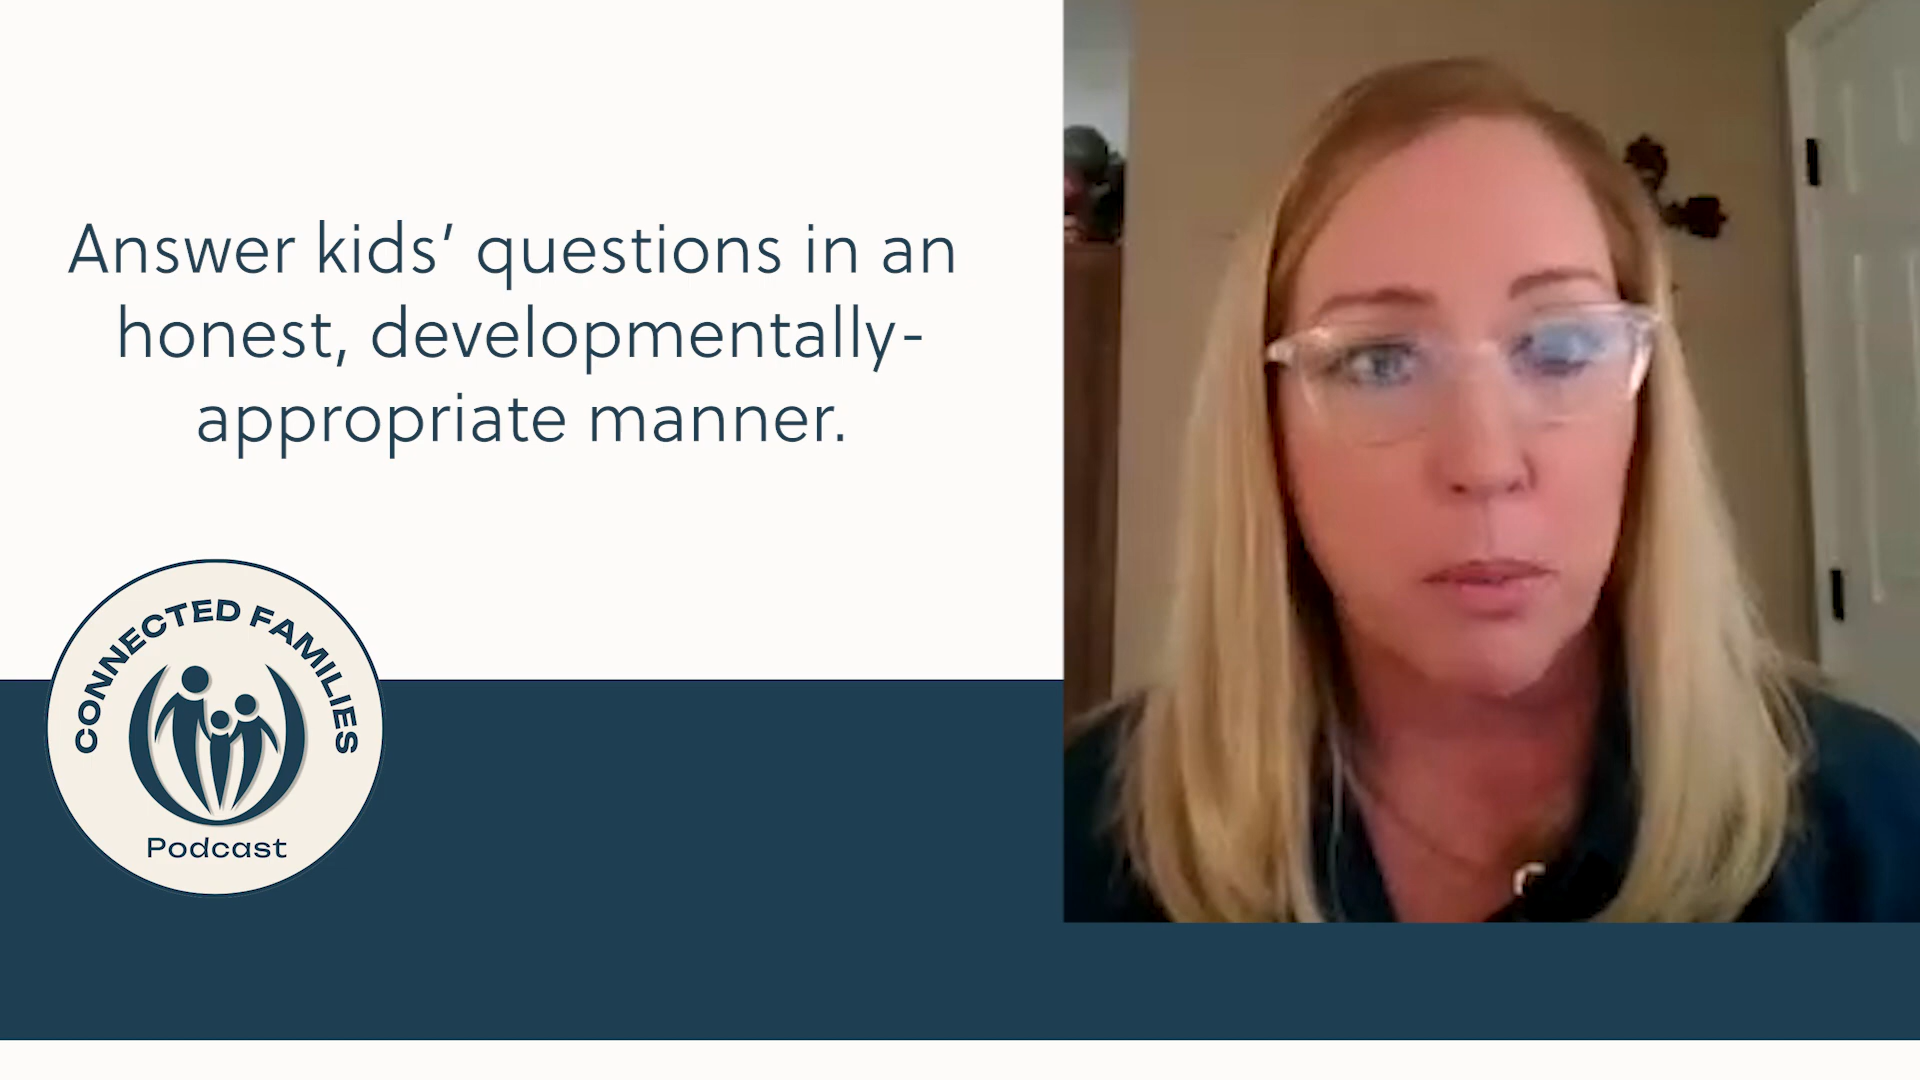 Answer kids’ questions in an
honest, developmentally-
appropriate manner.
CONNECTED FAMILIES
Podcast